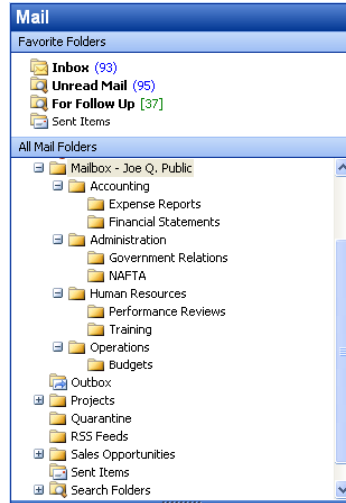 Mail
Favorite Folders
Inbox (93)
Unread Mail (95)
For Follow Up [37]
Sent Items
All Mail Folders
Mailbox - Joe Q. Public
Accounting
Expense Reports
Financial Statements
Administration
Government Relations
NAFTA
Human Resources
Performance Reviews
Training
Operations
Budgets
Outbox
Projects
Quarantine
RSS Feeds
Sales Opportunities
Sent Items
Search Folders